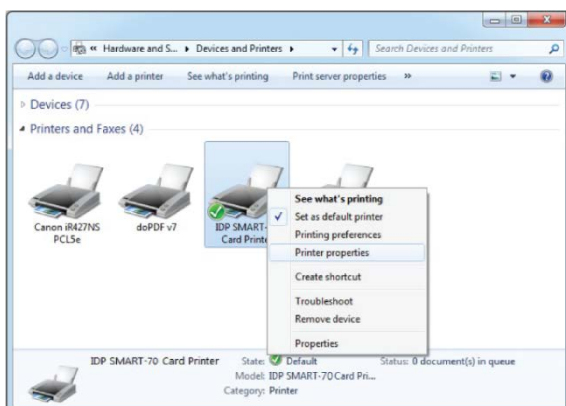 « Hardware and S... ▸ Devices and Printers ▸
Search Devices and Printers
Add a device Add a printer See what's printing Print server properties »
Devices (7)
Printers and Faxes (4)
Canon iR427NS
PCL5e
doPDF v7
IDP SMART-
Card Printe
See what's printing
Set as default printer
Printing preferences
Printer properties
Create shortcut
Troubleshoot
Remove device
Properties
IDP SMART-70 Card Printer State: Default Status: 0 document(s) in queue
Model: IDP SMART-70 Card Pri...
Category: Printer